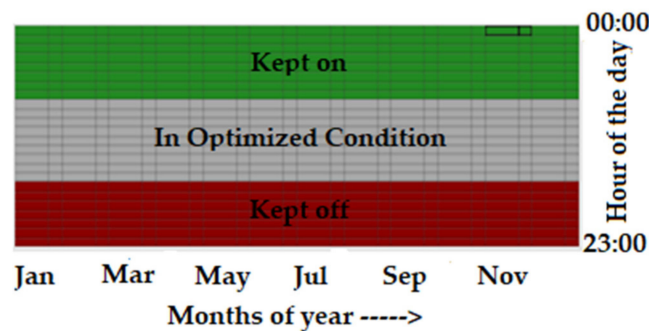 00:00
Kept on
In Optimized Condition
Kept off
Hour of the day
23:00
Jan Mar May Jul Sep Nov
Months of year ----->